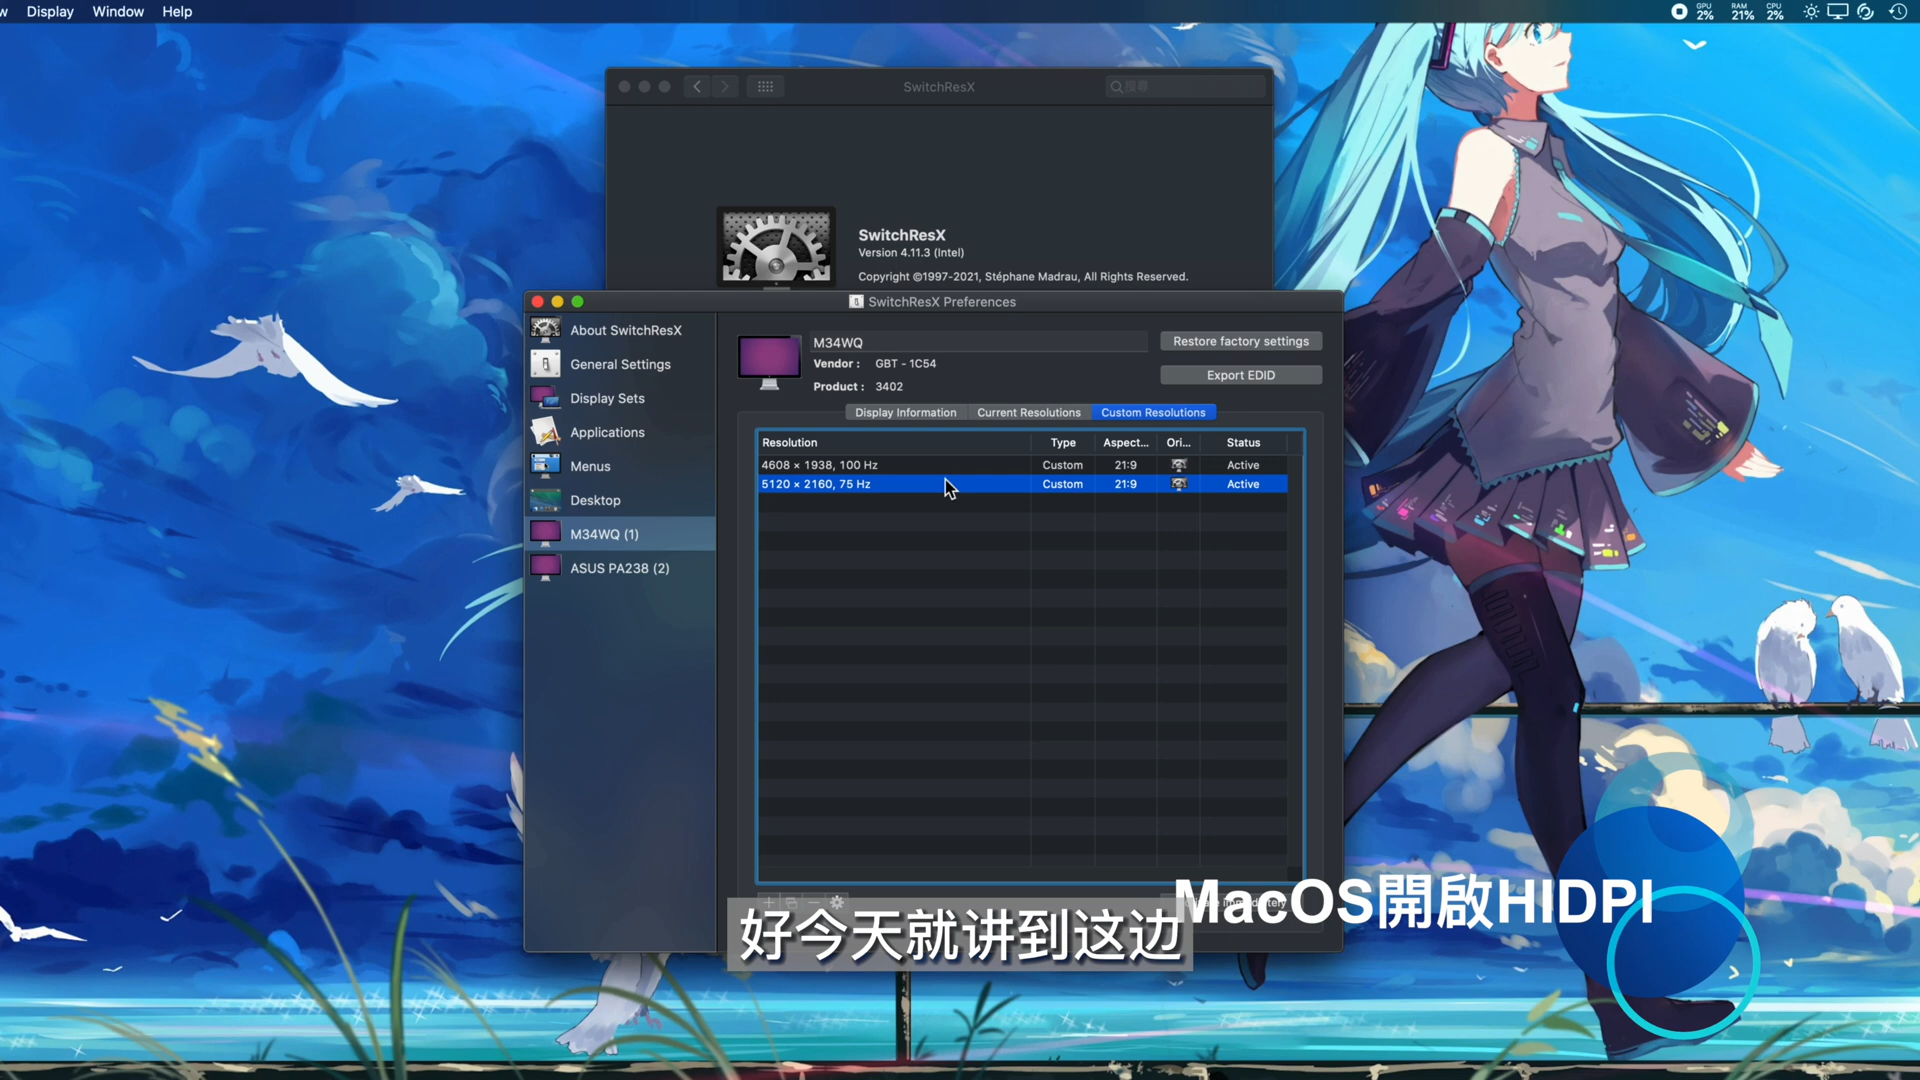 Display Window Help
GPU 2% RAM 21% CPU 2%
SwitchResX
搜尋
SwitchResX
Version 4.11.3 (Intel)
Copyright ©1997-2021, Stéphane Madrau, All Rights Reserved.
SwitchResX Preferences
About SwitchResX
General Settings
Display Sets
Applications
Menus
Desktop
M34WQ (1)
ASUS PA238 (2)
M34WQ
Vendor : GBT - 1C54
Product : 3402
Restore factory settings
Export EDID
Display Information Current Resolutions Custom Resolutions
Resolution Type Aspect... Ori... Status
4608 × 1938, 100 Hz Custom 21:9 Active
5120 × 2160, 75 Hz Custom 21:9 Active
MacOS開啟HIDPI
好今天就讲到这边